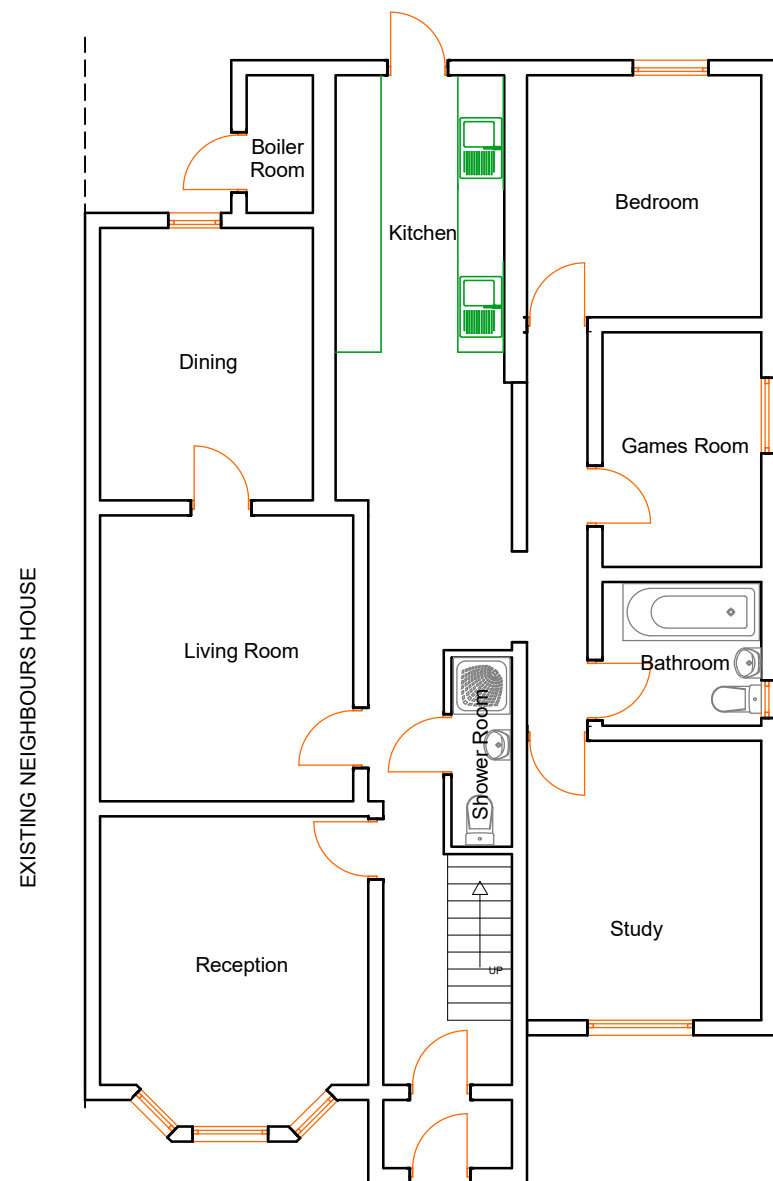 Boiler
Room
Bedroom
Kitchen
Dining
Games Room
Living Room
Bathroom
Shower Room
EXISTING NEIGHBOURS HOUSE
Study
Reception
UP